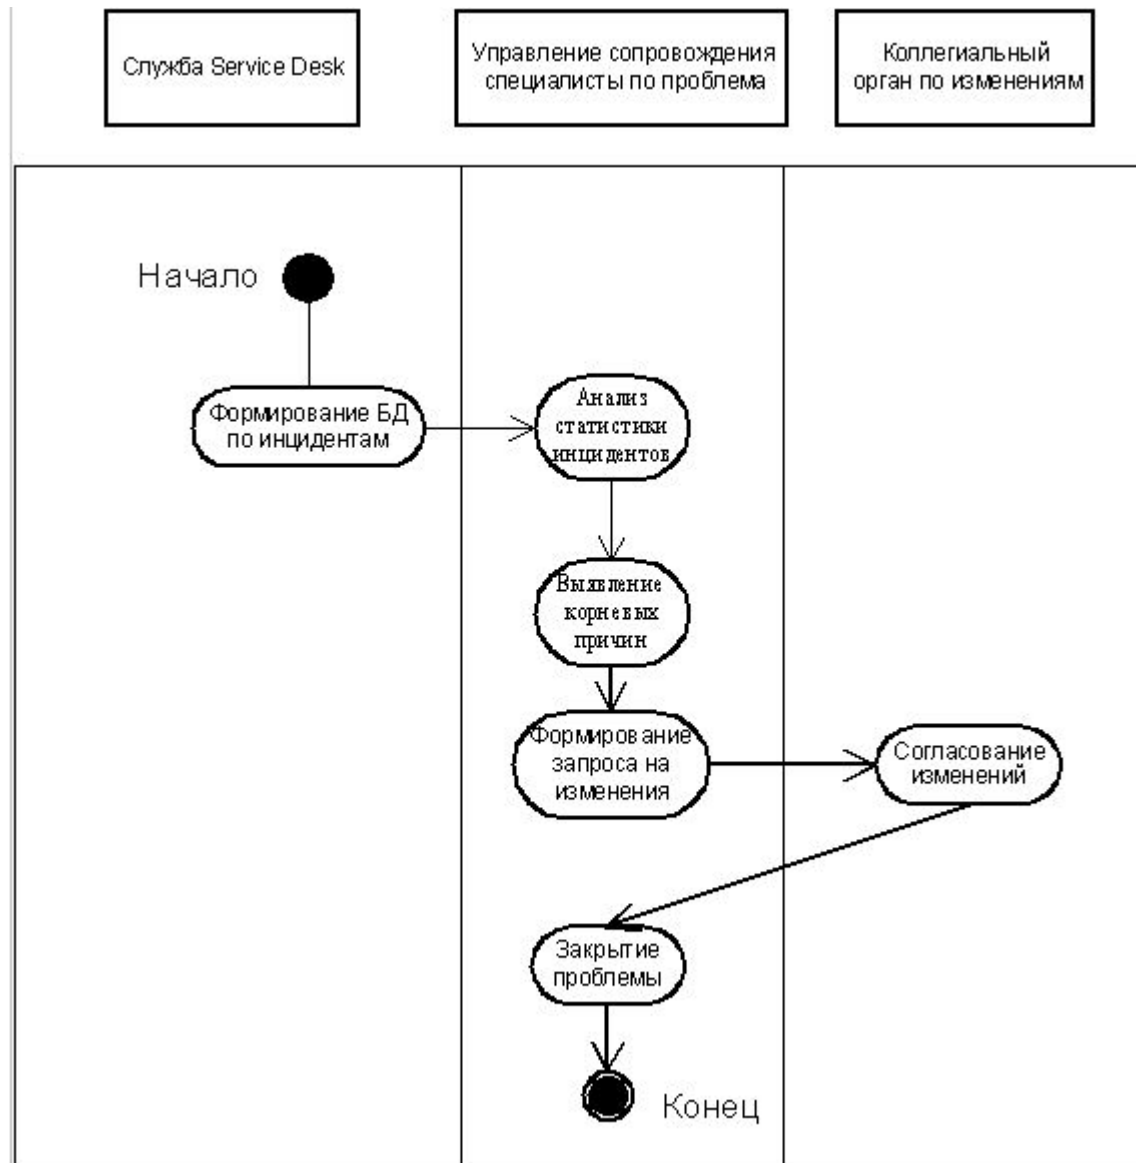 Служба Service Desk
Управление сопровождения
специалисты по проблема
Коллегиальный
орган по изменениям
Начало
Формирование БД
по инцидентам
Анализ
статистики
инцидентов
Выявление
корневых
причин
Формирование
запроса на
изменения
Согласование
изменений
Закрытие
проблемы
Конец